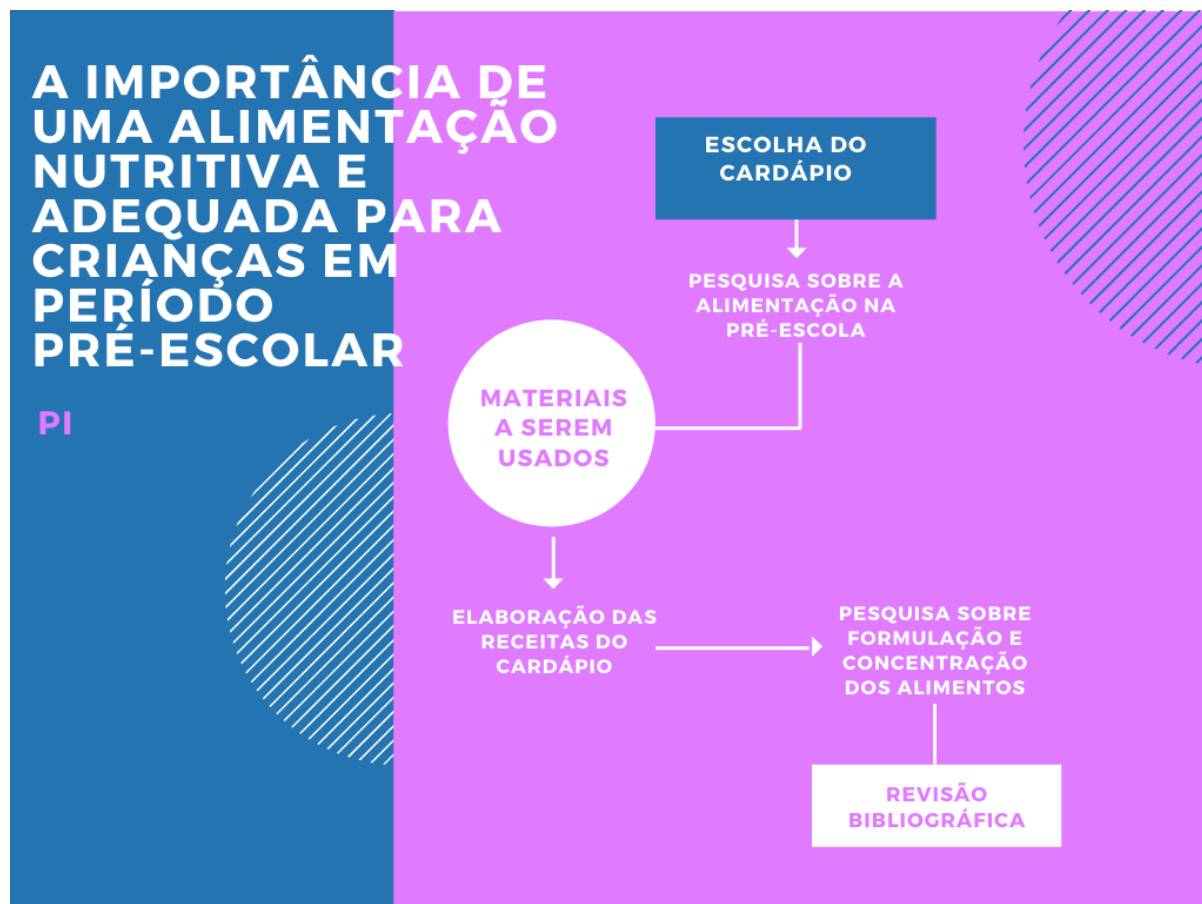 A IMPORTÂNCIA DE
UMA ALIMENTAÇÃO
NUTRITIVA E
ADEQUADA PARA
CRIANÇAS EM
PERÍODO
PRÉ-ESCOLAR
PI
ESCOLHA DO
CARDÁPIO
PESQUISA SOBRE A
ALIMENTAÇÃO NA
PRÉ-ESCOLA
MATERIAIS
A SEREM
USADOS
ELABORAÇÃO DAS
RECEITAS DO
CARDÁPIO
PESQUISA SOBRE
FORMULAÇÃO E
CONCENTRAÇÃO
DOS ALIMENTOS
REVISÃO
BIBLIOGRÁFICA